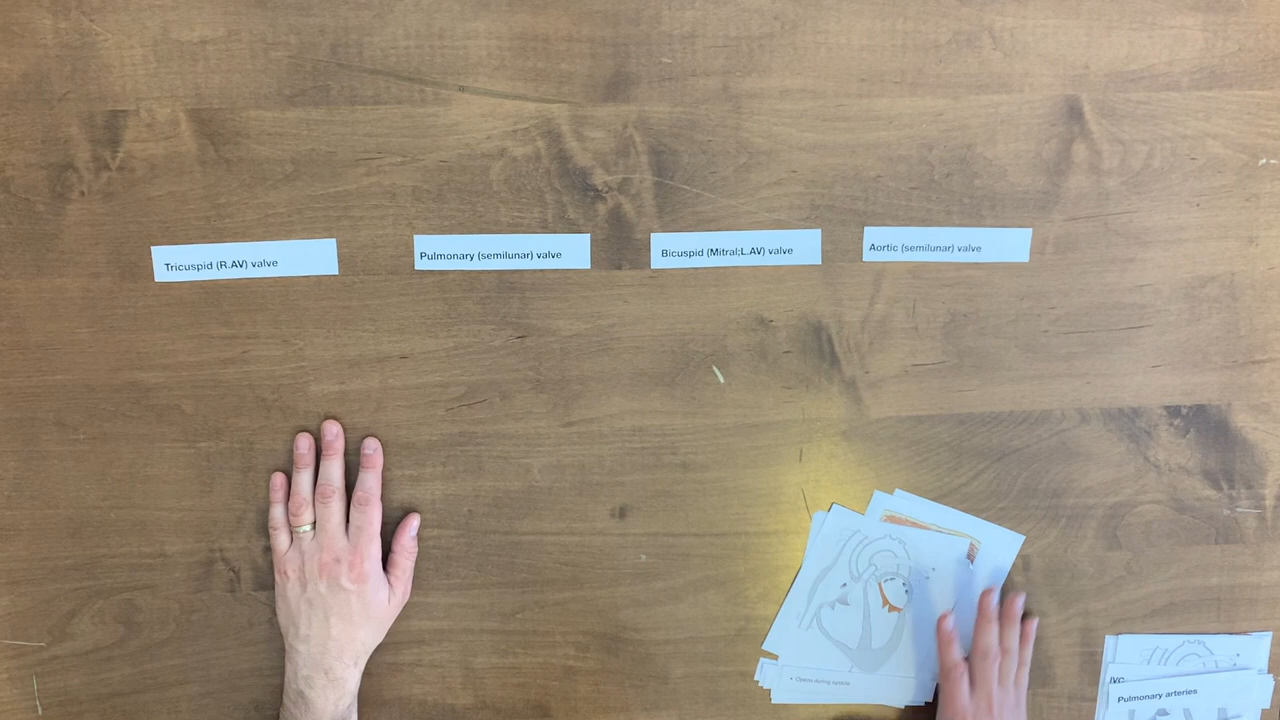 Tricuspid (R.AV) valve
Pulmonary (semilunar) valve
Bicuspid (Mitral;L.AV) valve
Aortic (semilunar) valve
• Opens during systole
IVC
Pulmonary arteries